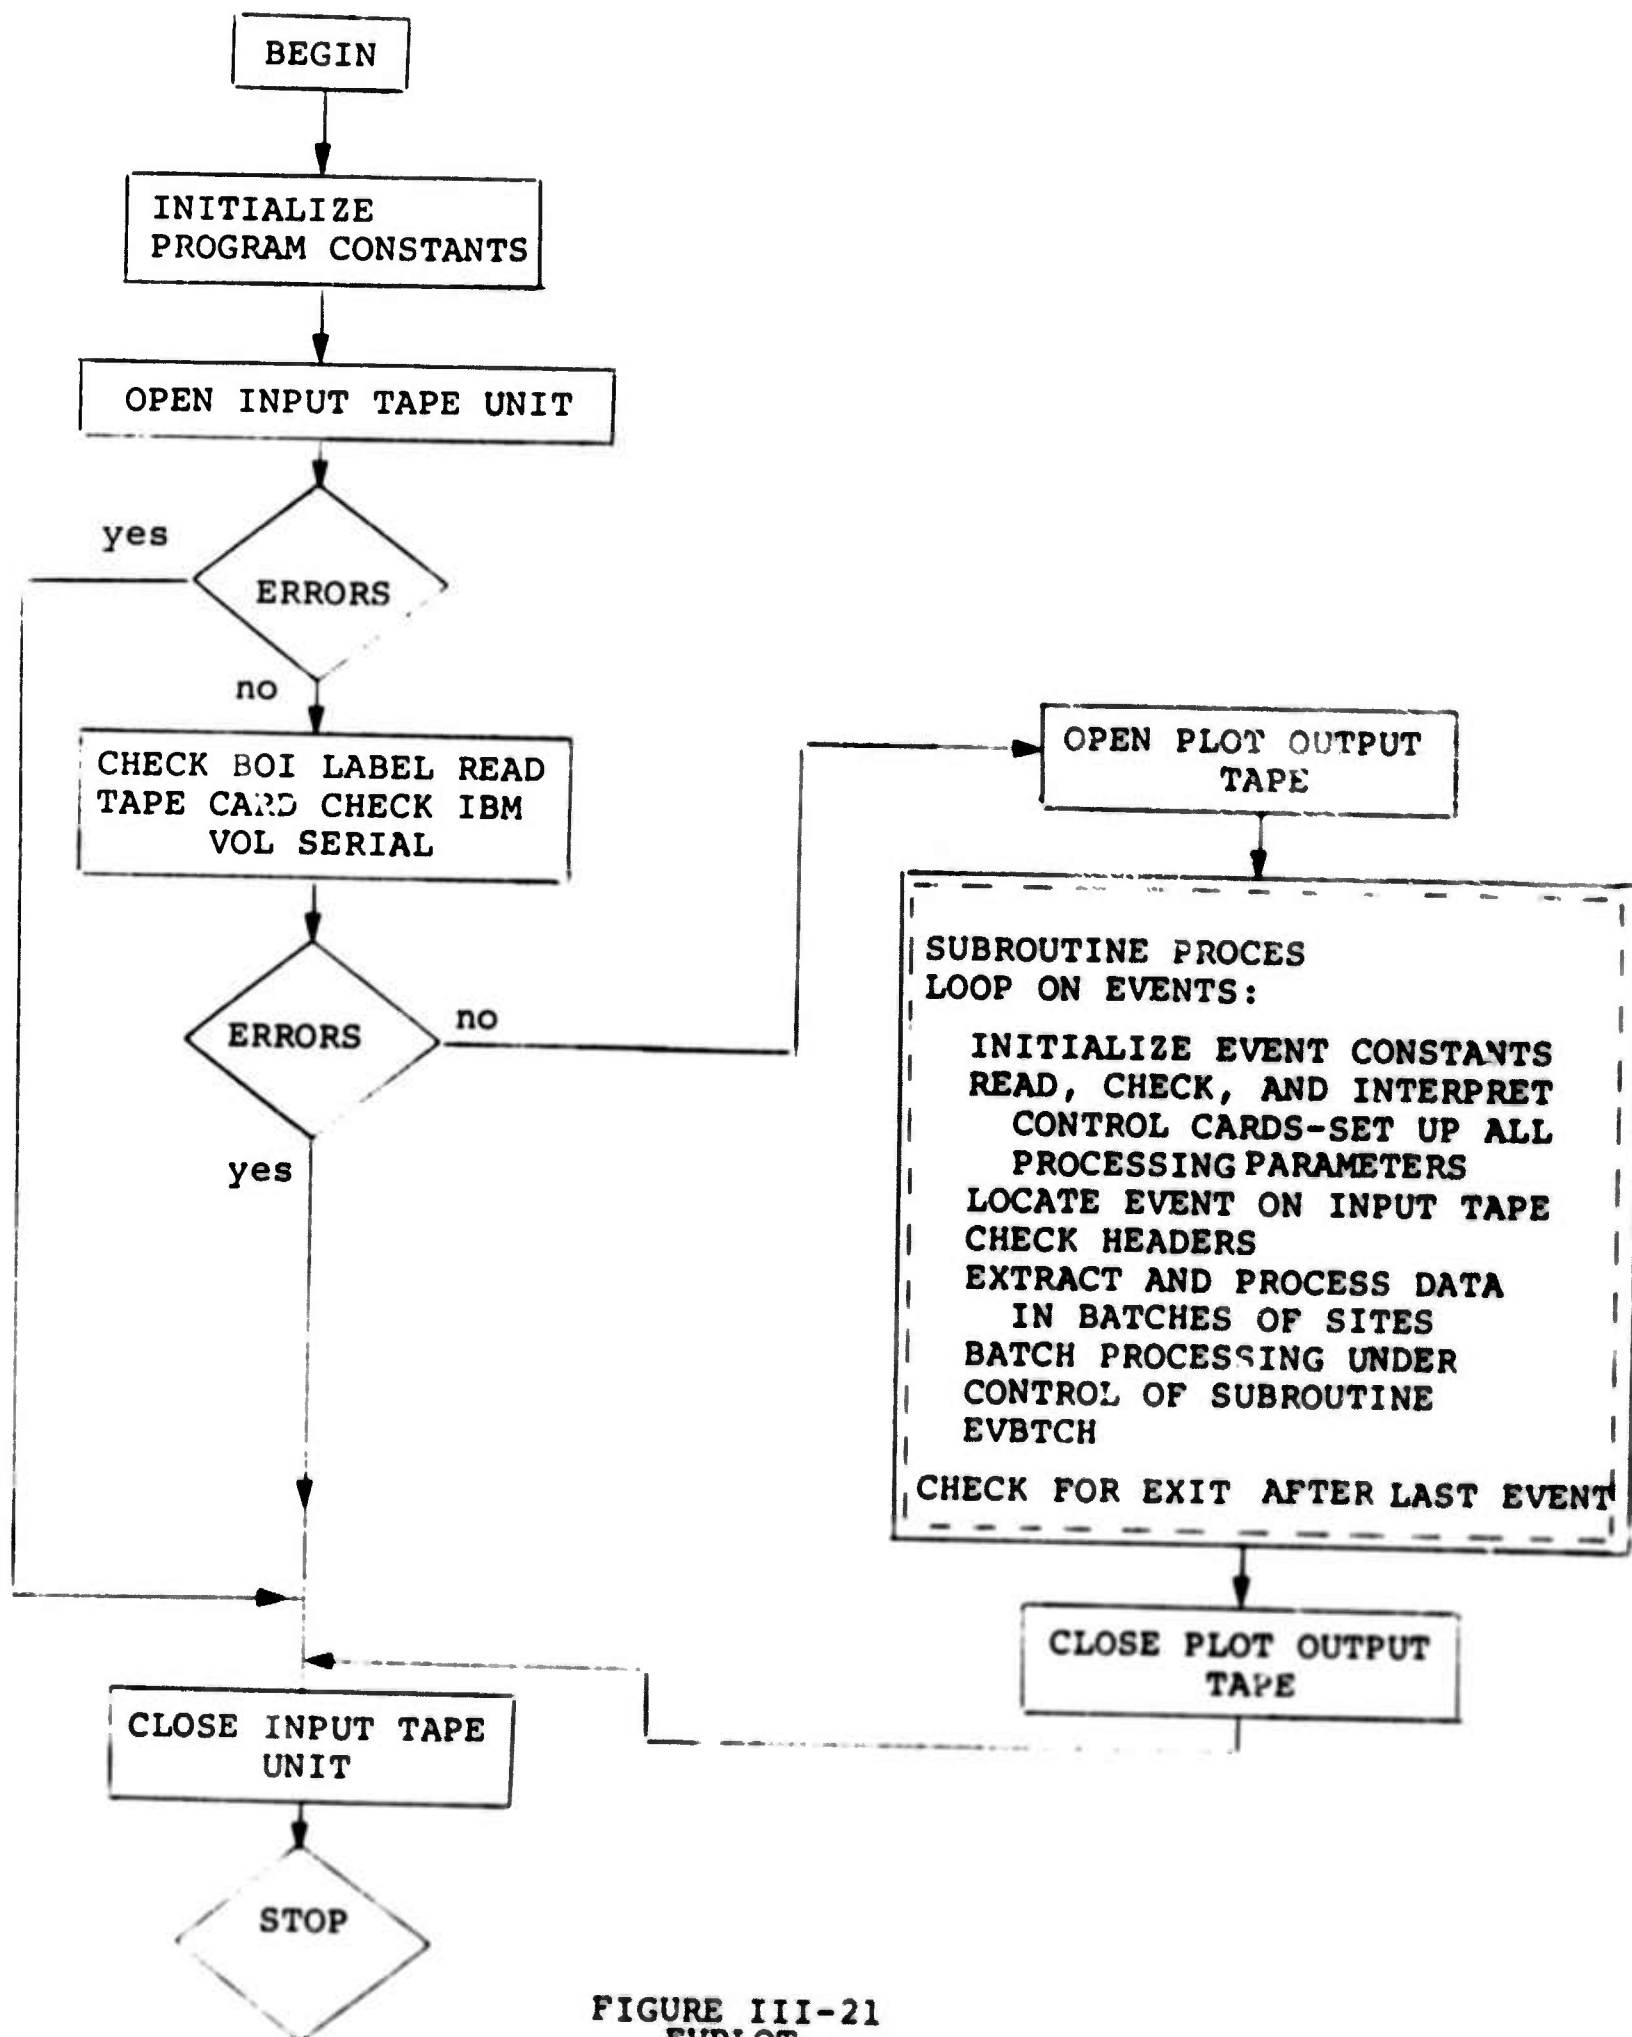 BEGIN
INITIALIZE
PROGRAM CONSTANTS
OPEN INPUT TAPE UNIT
yes
ERRORS
no
CHECK BOI LABEL READ
TAPE CARD CHECK IBM
VOL SERIAL
ERRORS
no
yes
OPEN PLOT OUTPUT
TAPE
SUBROUTINE PROCES
LOOP ON EVENTS:
INITIALIZE EVENT CONSTANTS
READ, CHECK, AND INTERPRET
CONTROL CARDS-SET UP ALL
PROCESSING PARAMETERS
LOCATE EVENT ON INPUT TAPE
CHECK HEADERS
EXTRACT AND PROCESS DATA
IN BATCHES OF SITES
BATCH PROCESSING UNDER
CONTROL OF SUBROUTINE
EVBTCH
CHECK FOR EXIT AFTER LAST EVENT
CLOSE PLOT OUTPUT
TAPE
CLOSE INPUT TAPE
UNIT
STOP
FIGURE III-21